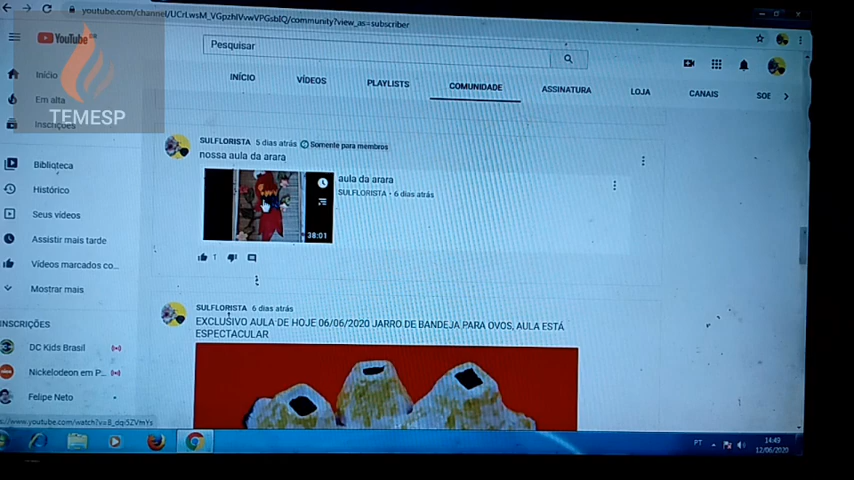 youtube.com/channel/UCrLwsM_VGpzhIVvwVPGsblQ/community?view_as=subscriber
YouTube BR
Pesquisar
TEMESP
INÍCIO
VÍDEOS
PLAYLISTS
COMUNIDADE
ASSINATURA
LOJA
CANAIS
SOB
Início
Em alta
Inscrições
Biblioteca
Histórico
Seus vídeos
Assistir mais tarde
Vídeos marcados co...
Mostrar mais
INSCRIÇÕES
DC Kids Brasil
Nickelodeon em P...
Felipe Neto
SULFLORISTA 5 dias atrás Somente para membros
nossa aula da arara
aula da arara
SULFLORISTA • 6 dias atrás
38:01
1
SULFLORISTA 6 dias atrás
EXCLUSIVO AULA DE HOJE 06/06/2020 JARRO DE BANDEJA PARA OVOS, AULA ESTÁ
ESPECTACULAR
PT
14:49
12/06/2020